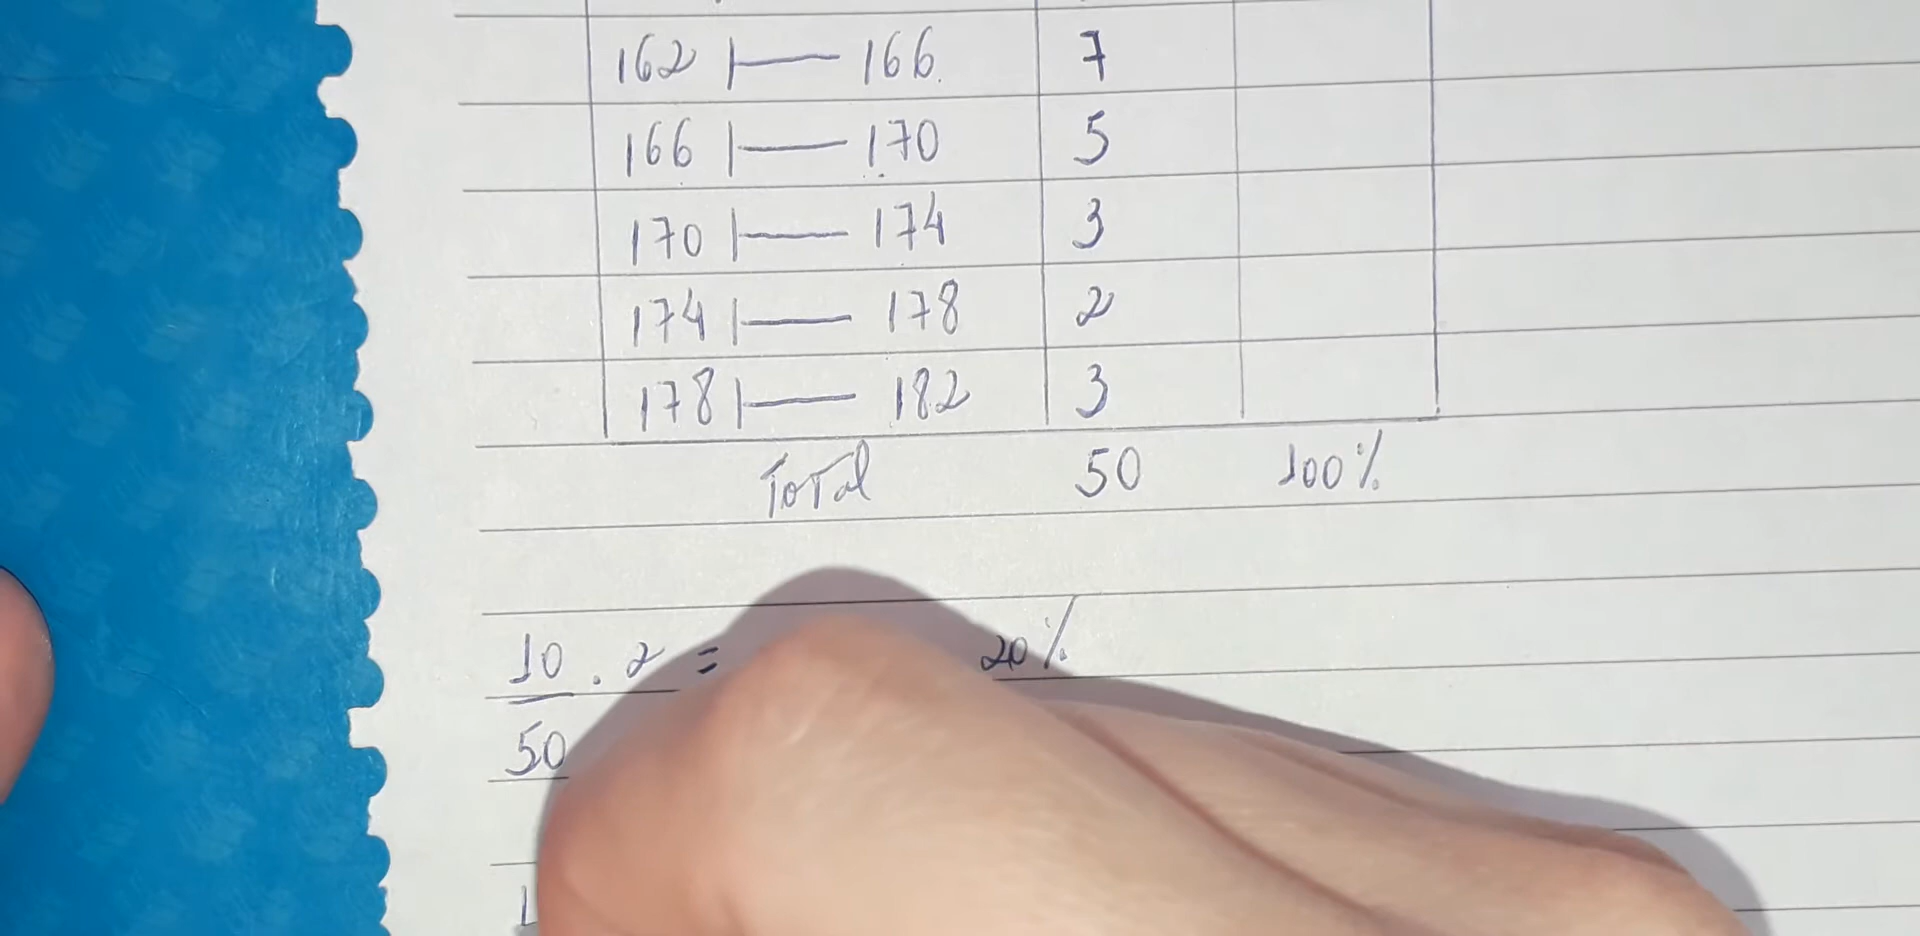 162 |—— 166.
7
166 |—— 170
5
170 |—— 174
3
174 |—— 178
2
178 |—— 182
3
Total 50 100%
10 . 2 = 20%
50
1